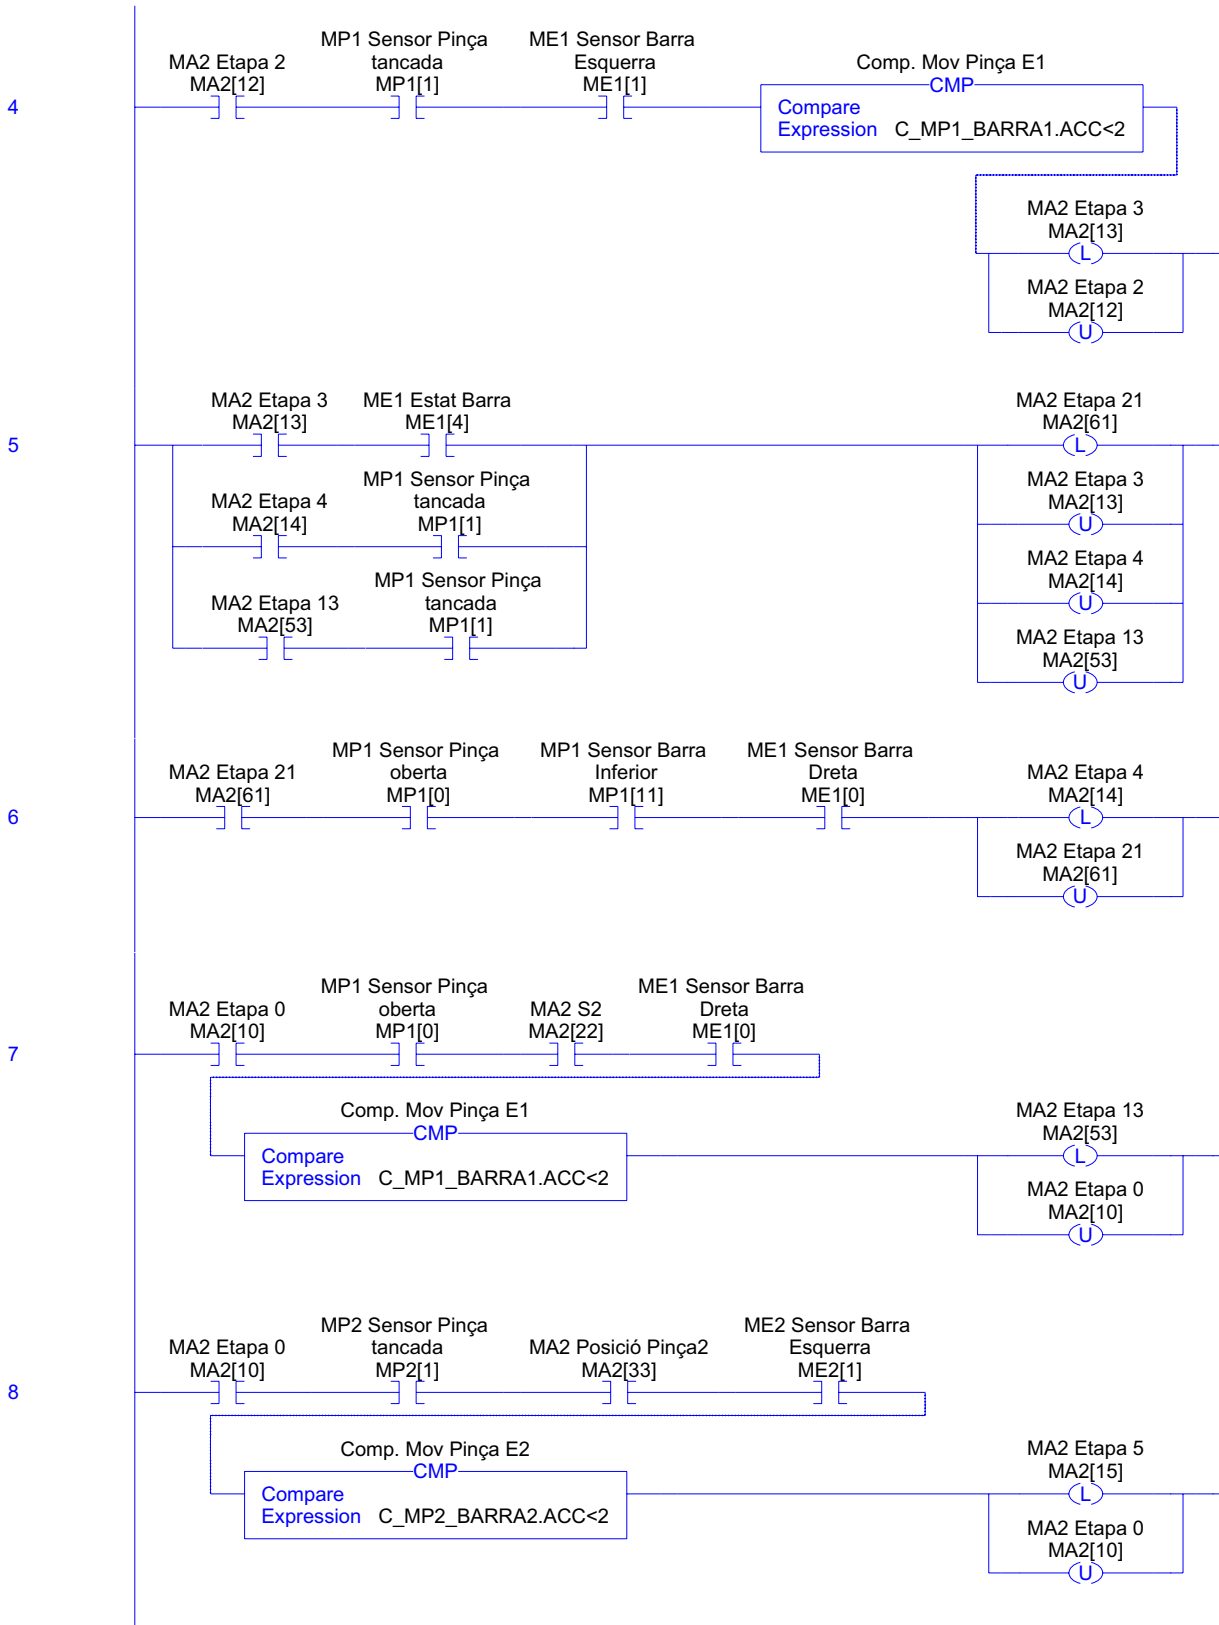 MA2 Etapa 2
MA2[12]
MP1 Sensor Pinça
tancada
MP1[1]
ME1 Sensor Barra
Esquerra
ME1[1]
Comp. Mov Pinça E1
CMP
Compare
Expression C_MP1_BARRA1.ACC<2
4
MA2 Etapa 3
MA2[13]
L
MA2 Etapa 2
MA2[12]
U
MA2 Etapa 3
MA2[13]
ME1 Estat Barra
ME1[4]
MA2 Etapa 21
MA2[61]
L
5
MA2 Etapa 4
MA2[14]
MP1 Sensor Pinça
tancada
MP1[1]
MA2 Etapa 3
MA2[13]
U
MA2 Etapa 13
MA2[53]
MP1 Sensor Pinça
tancada
MP1[1]
MA2 Etapa 4
MA2[14]
U
MA2 Etapa 13
MA2[53]
U
MA2 Etapa 21
MA2[61]
MP1 Sensor Pinça
oberta
MP1[0]
MP1 Sensor Barra
Inferior
MP1[11]
ME1 Sensor Barra
Dreta
ME1[0]
MA2 Etapa 4
MA2[14]
L
6
MA2 Etapa 21
MA2[61]
U
MA2 Etapa 0
MA2[10]
MP1 Sensor Pinça
oberta
MP1[0]
MA2 S2
MA2[22]
ME1 Sensor Barra
Dreta
ME1[0]
7
Comp. Mov Pinça E1
CMP
Compare
Expression C_MP1_BARRA1.ACC<2
MA2 Etapa 13
MA2[53]
L
MA2 Etapa 0
MA2[10]
U
MA2 Etapa 0
MA2[10]
MP2 Sensor Pinça
tancada
MP2[1]
MA2 Posició Pinça2
MA2[33]
ME2 Sensor Barra
Esquerra
ME2[1]
8
Comp. Mov Pinça E2
CMP
Compare
Expression C_MP2_BARRA2.ACC<2
MA2 Etapa 5
MA2[15]
L
MA2 Etapa 0
MA2[10]
U